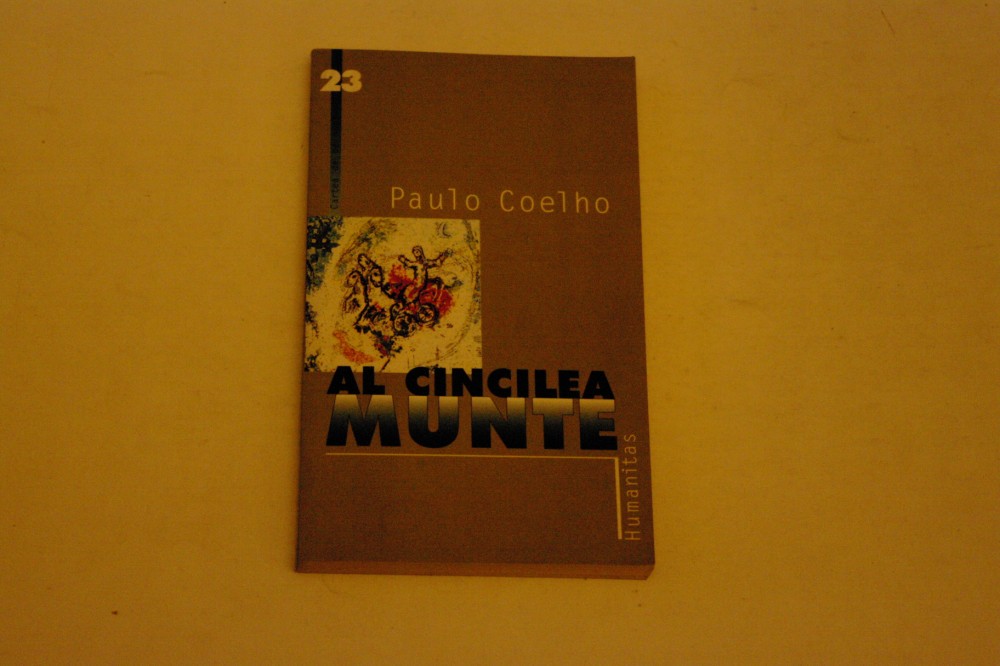 23
Paulo Coelho
AL CINCILEA
MUNTE
Humanitas